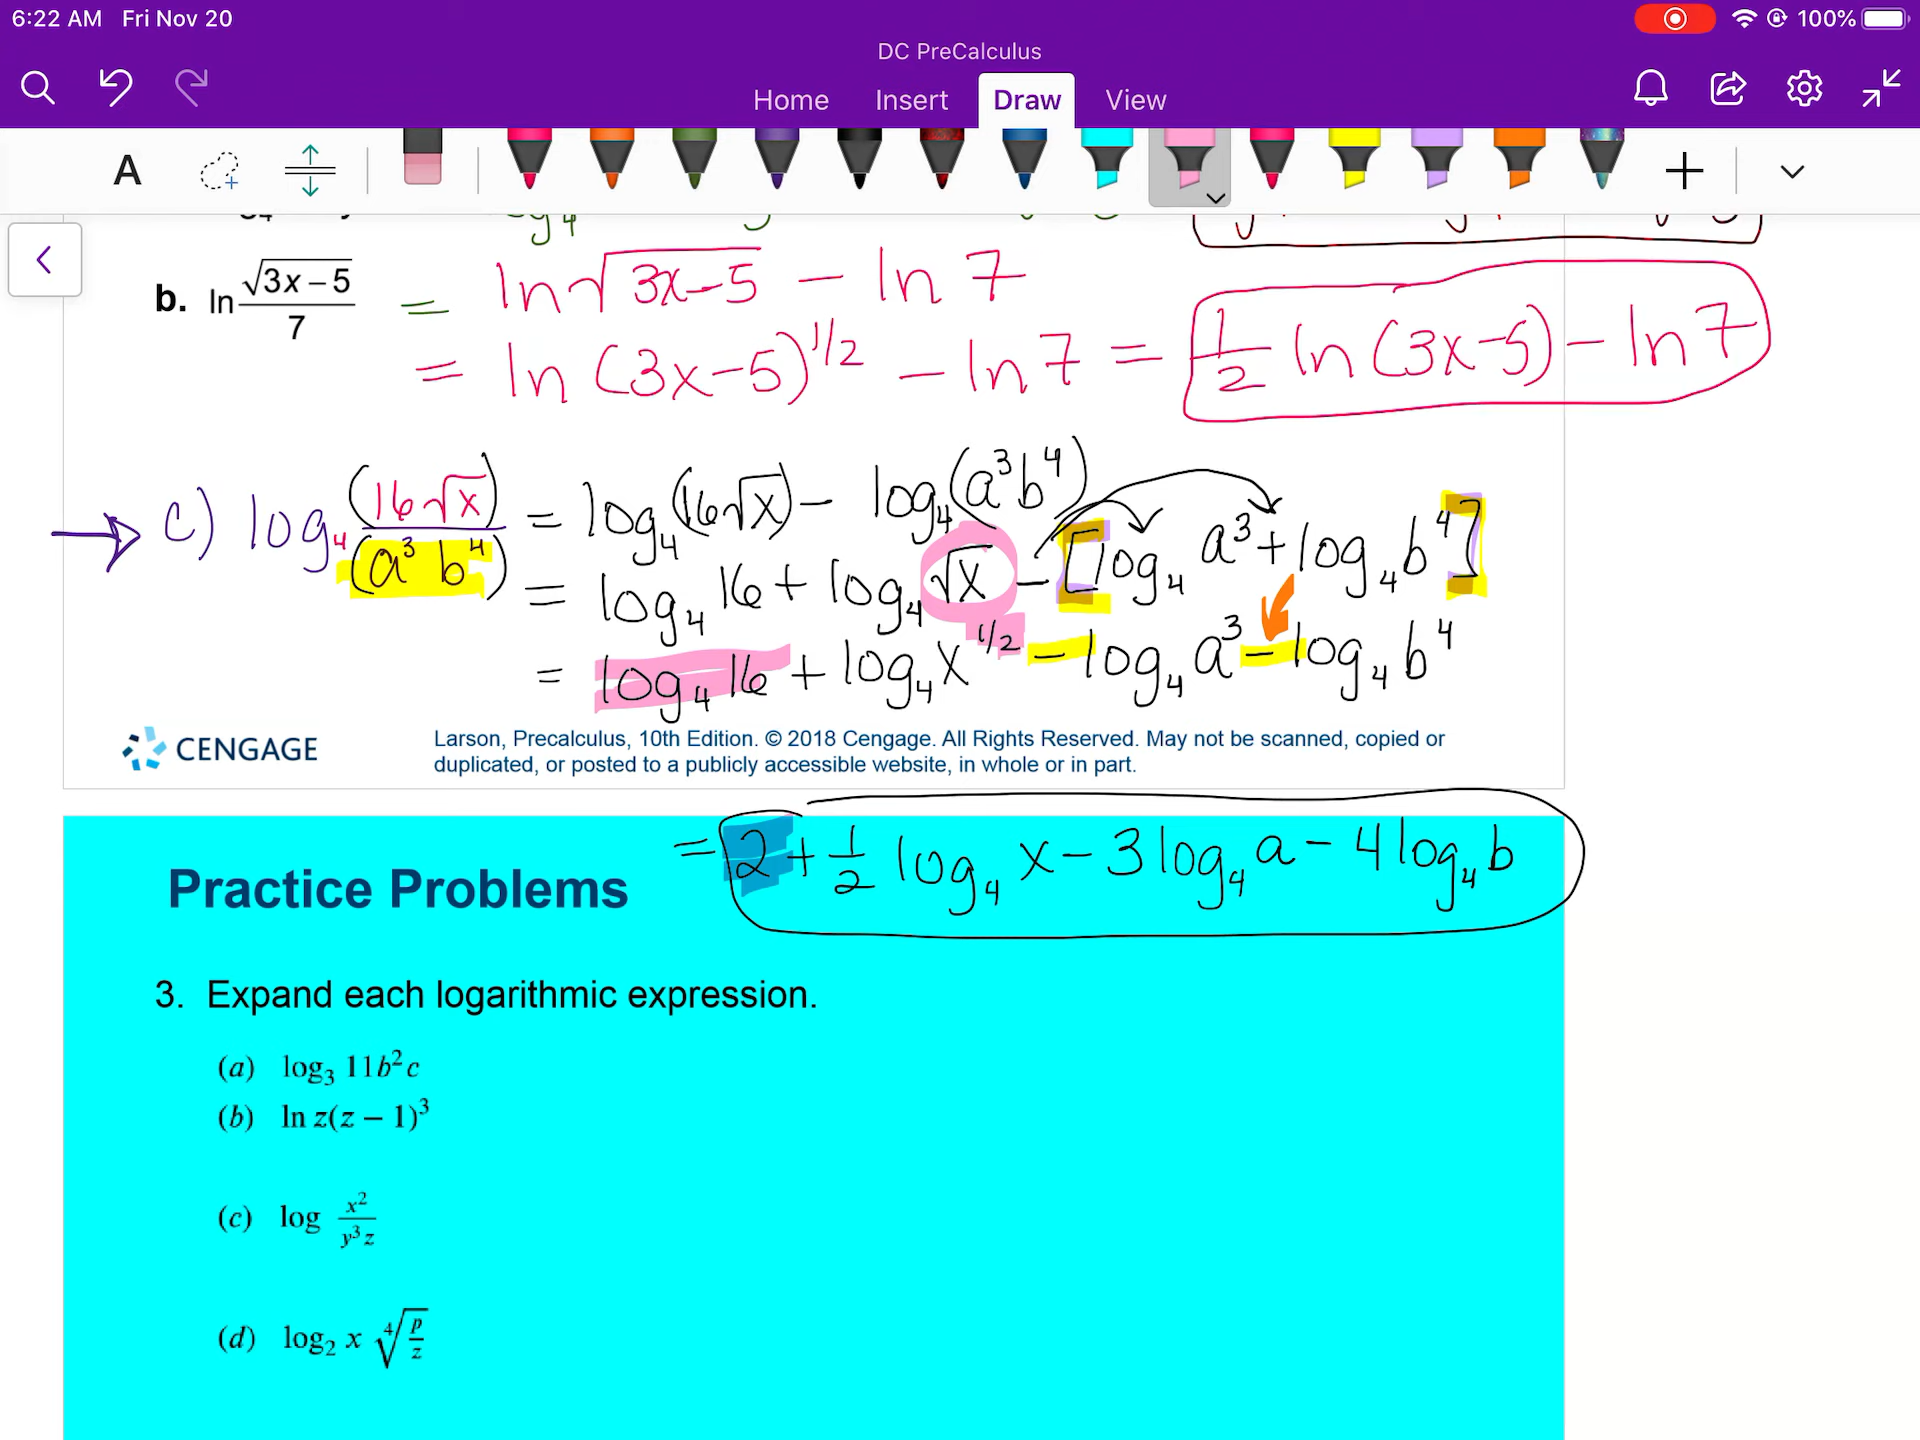 6:22 AM Fri Nov 20
100%
DC PreCalculus
Home Insert Draw View
A
b. ln √(3x – 5) / 7 = ln√(3x–5) – ln 7
= ln (3x–5)^1/2 – ln 7 = 1/2 ln (3x–5) – ln 7
c) log₄ (16√x) / (a³ b⁴) = log₄(16√x) – log₄(a³b⁴)
= log₄ 16 + log₄ √x – [log₄ a³ + log₄ b⁴]
= log₄ 16 + log₄ x^1/2 – log₄ a³ – log₄ b⁴
CENGAGE
Larson, Precalculus, 10th Edition. © 2018 Cengage. All Rights Reserved. May not be scanned, copied or
duplicated, or posted to a publicly accessible website, in whole or in part.
= 2 + 1/2 log₄ x – 3 log₄ a – 4 log₄ b
Practice Problems
3. Expand each logarithmic expression.
(a) log₃ 11b²c
(b) ln z(z – 1)³
(c) log x² / y³z
(d) log₂ x ⁴√(p/z)